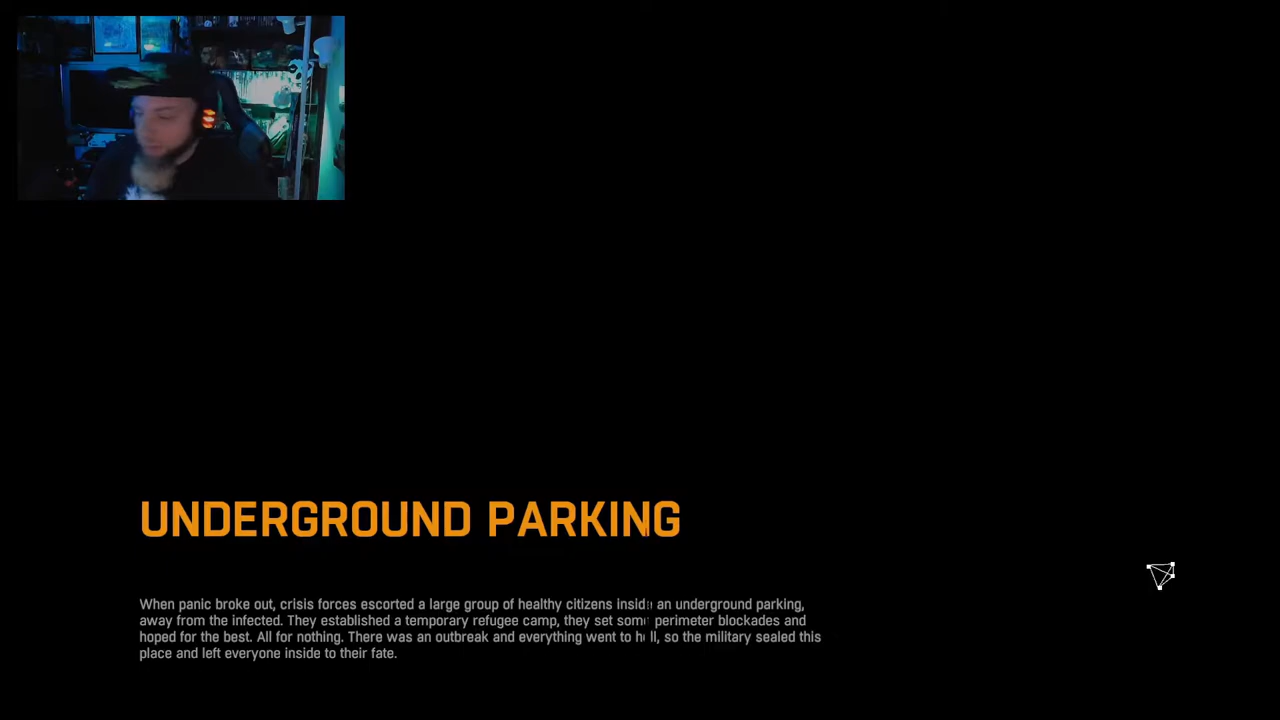 UNDERGROUND PARKING
When panic broke out, crisis forces escorted a large group of healthy citizens inside an underground parking,
away from the infected. They established a temporary refugee camp, they set some perimeter blockades and
hoped for the best. All for nothing. There was an outbreak and everything went to hell, so the military sealed this
place and left everyone inside to their fate.